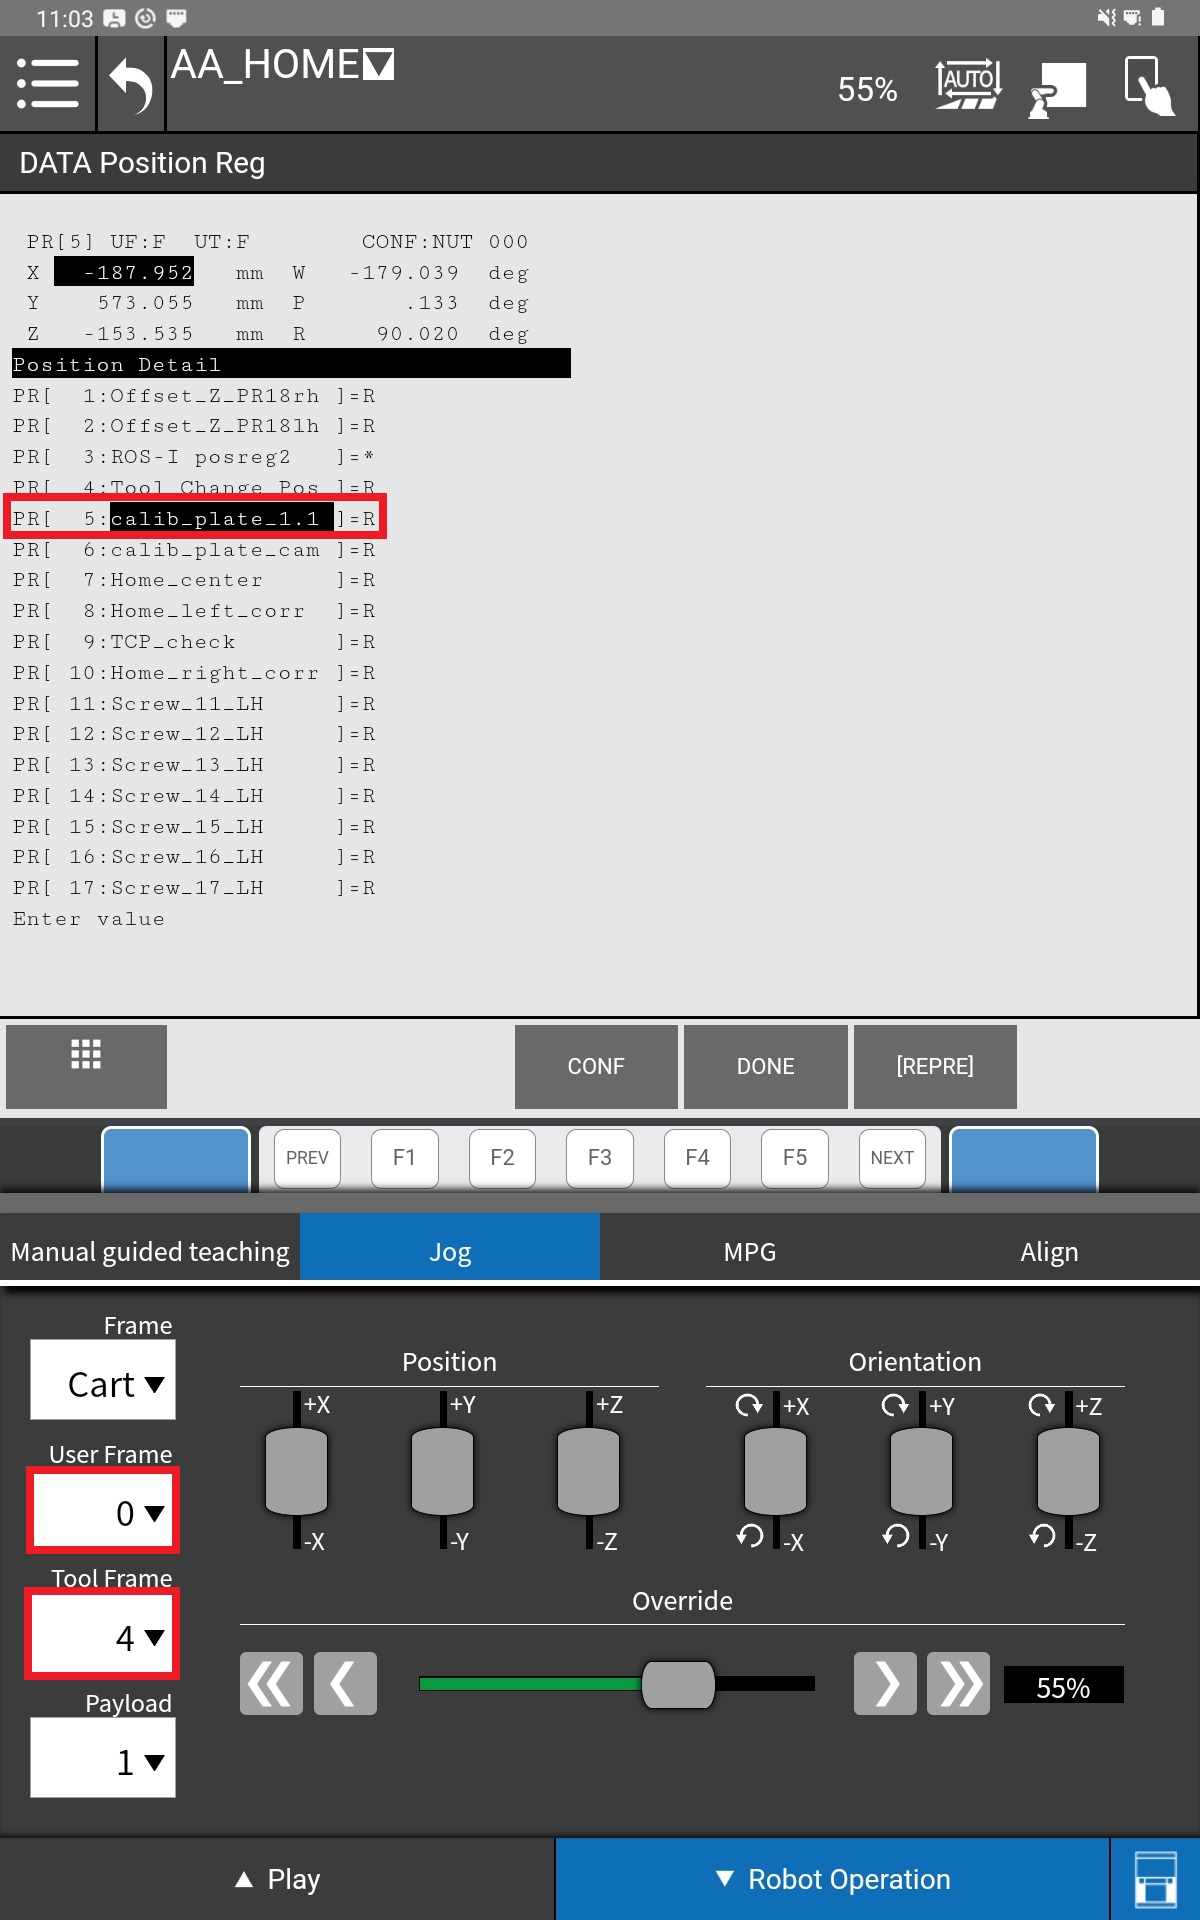 11:03
AA_HOME
55%
AUTO
DATA Position Reg
PR[5] UF:F UT:F CONF:NUT 000
X -187.952 mm W -179.039 deg
Y 573.055 mm P .133 deg
Z -153.535 mm R 90.020 deg
Position Detail
PR[ 1:Offset_Z_PR18rh ]=R
PR[ 2:Offset_Z_PR18lh ]=R
PR[ 3:ROS-I posreg2 ]=*
PR[ 4:Tool Change Pos ]=R
PR[ 5:calib_plate_1.1 ]=R
PR[ 6:calib_plate_cam ]=R
PR[ 7:Home_center ]=R
PR[ 8:Home_left_corr ]=R
PR[ 9:TCP_check ]=R
PR[ 10:Home_right_corr ]=R
PR[ 11:Screw_11_LH ]=R
PR[ 12:Screw_12_LH ]=R
PR[ 13:Screw_13_LH ]=R
PR[ 14:Screw_14_LH ]=R
PR[ 15:Screw_15_LH ]=R
PR[ 16:Screw_16_LH ]=R
PR[ 17:Screw_17_LH ]=R
Enter value
CONF DONE [REPRE]
PREV F1 F2 F3 F4 F5 NEXT
Manual guided teaching Jog MPG Align
Frame
Cart
User Frame
0
Tool Frame
4
Payload
1
Position
+X +Y +Z
-X -Y -Z
Orientation
+X +Y +Z
-X -Y -Z
Override
55%
Play
Robot Operation